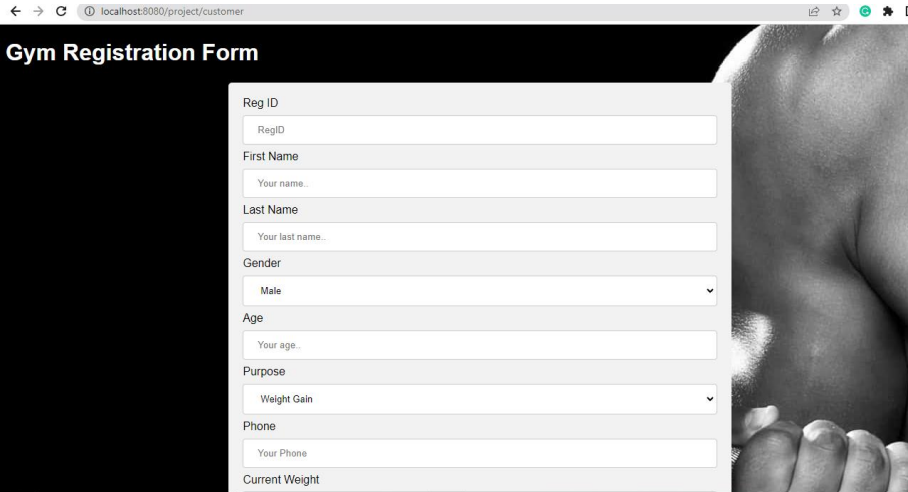 localhost:8080/project/customer
Gym Registration Form
Reg ID
RegID
First Name
Your name..
Last Name
Your last name..
Gender
Male
Age
Your age..
Purpose
Weight Gain
Phone
Your Phone
Current Weight